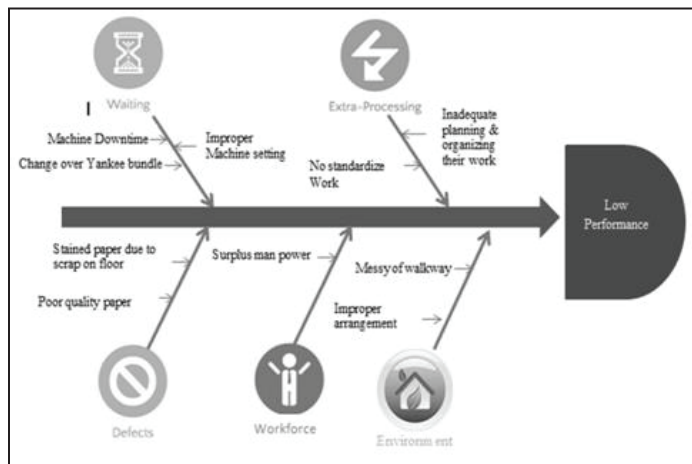 I
Waiting
Extra-Processing
Machine Downtime
Improper
Machine setting
Change over Yankee bundle
Inadequate
planning &
organizing
their work
No standardize
Work
Low
Performance
Stained paper due to
scrap on floor
Poor quality paper
Surplus man power
Messy of walkway
Improper
arrangement
Defects
Workforce
Environment